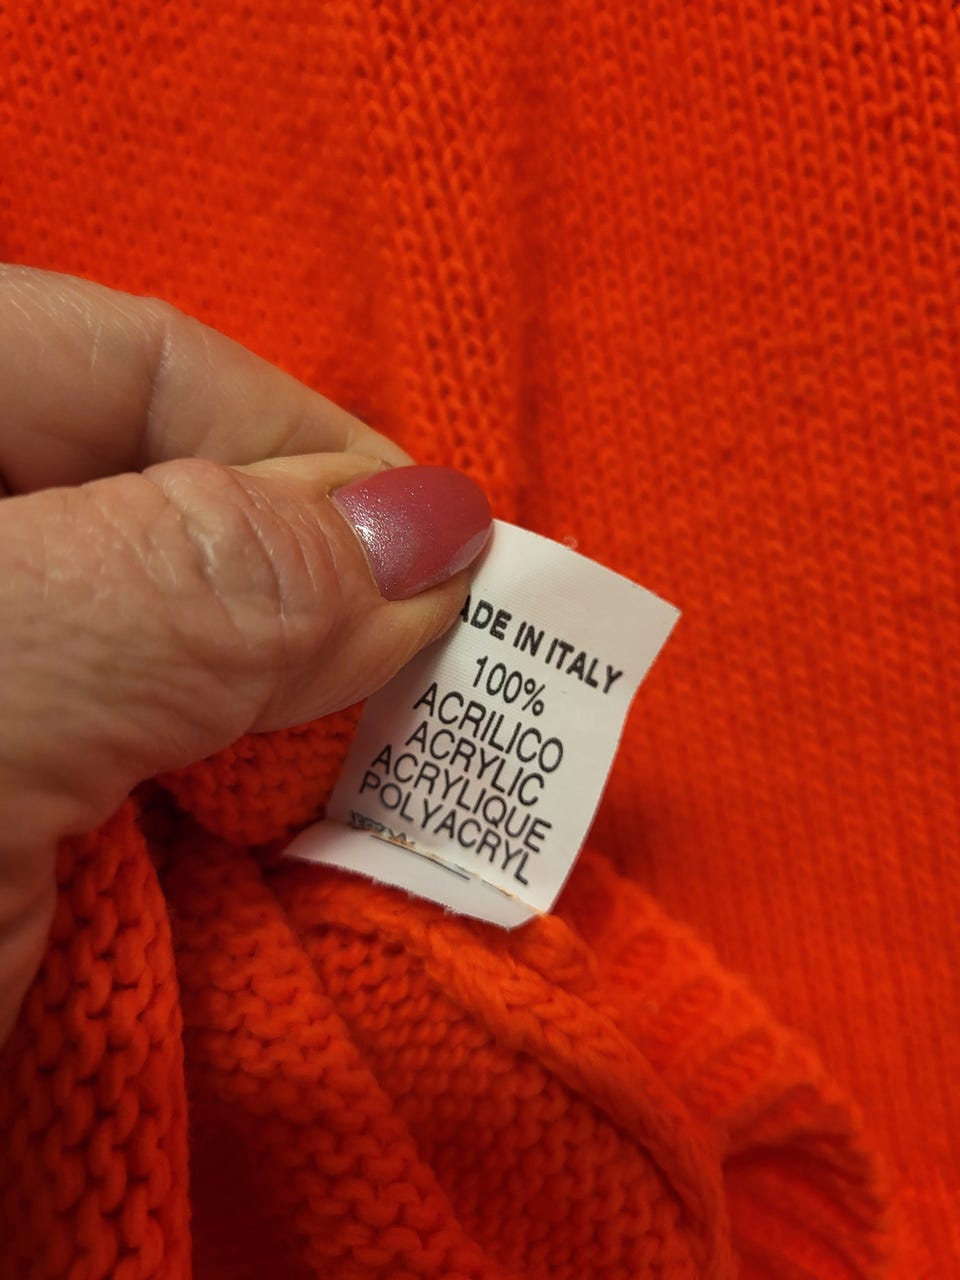 ADE IN ITALY
100%
ACRILICO
ACRYLIC
ACRYLIQUE
POLYACRYL